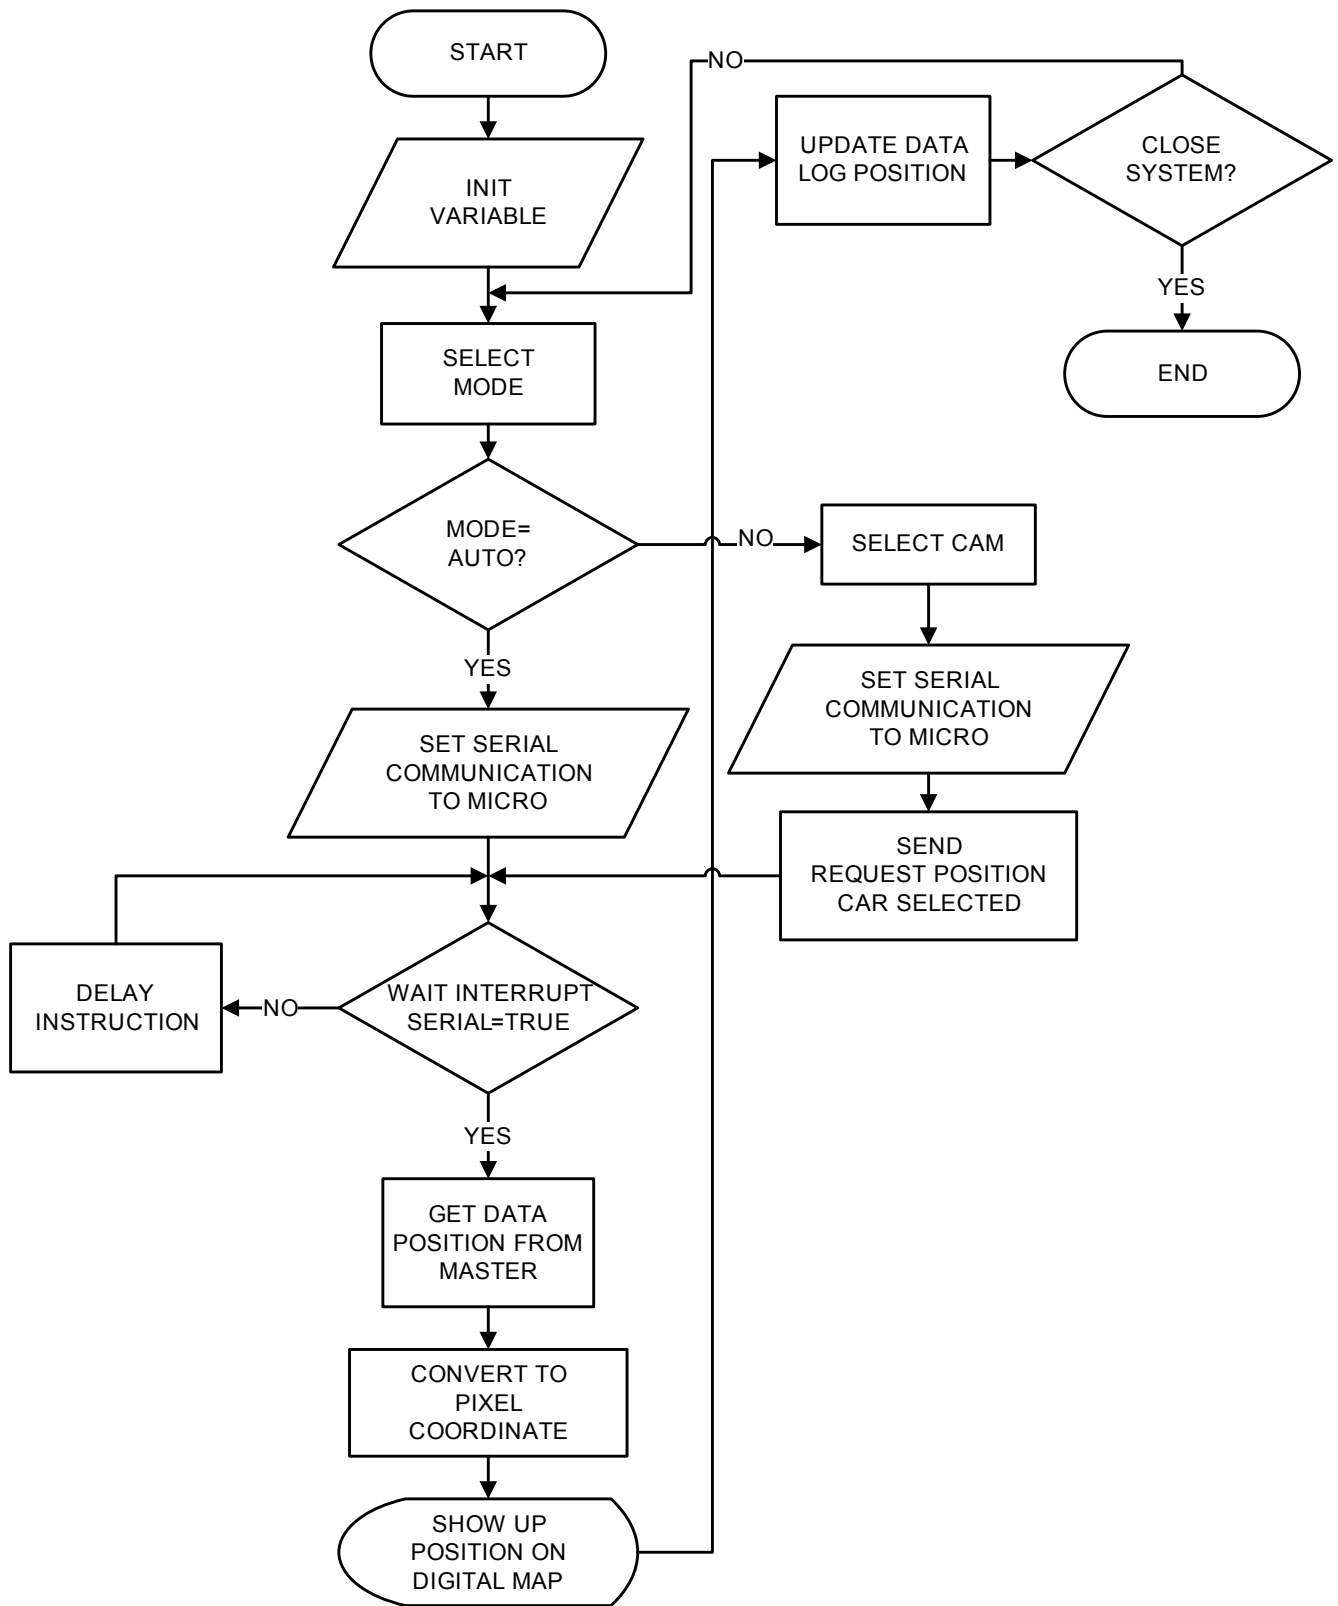 START
INIT
VARIABLE
SELECT
MODE
MODE=
AUTO?
NO
SELECT CAM
SET SERIAL
COMMUNICATION
TO MICRO
SEND
REQUEST POSITION
CAR SELECTED
YES
SET SERIAL
COMMUNICATION
TO MICRO
WAIT INTERRUPT
SERIAL=TRUE
NO
DELAY
INSTRUCTION
YES
GET DATA
POSITION FROM
MASTER
CONVERT TO
PIXEL
COORDINATE
SHOW UP
POSITION ON
DIGITAL MAP
UPDATE DATA
LOG POSITION
CLOSE
SYSTEM?
NO
YES
END